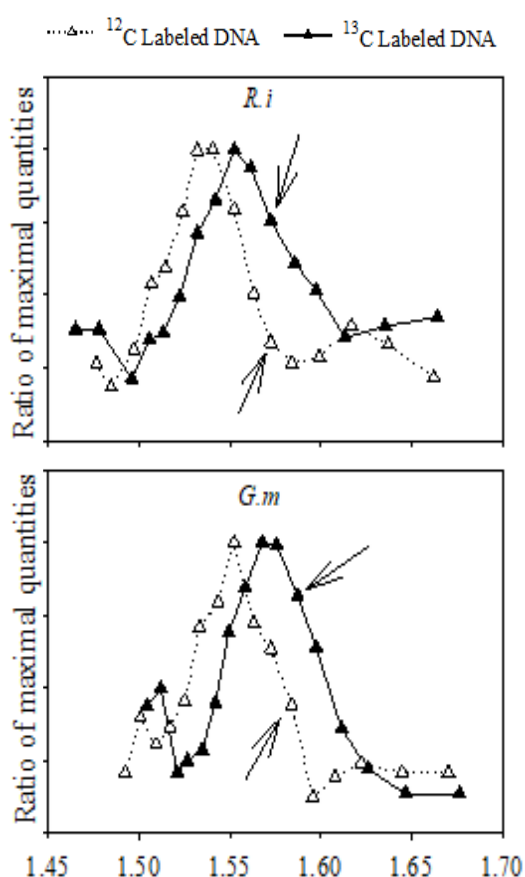 ¹²C Labeled DNA ¹³C Labeled DNA
R.i
Ratio of maximal quantities
G.m
Ratio of maximal quantities
1.45 1.50 1.55 1.60 1.65 1.70